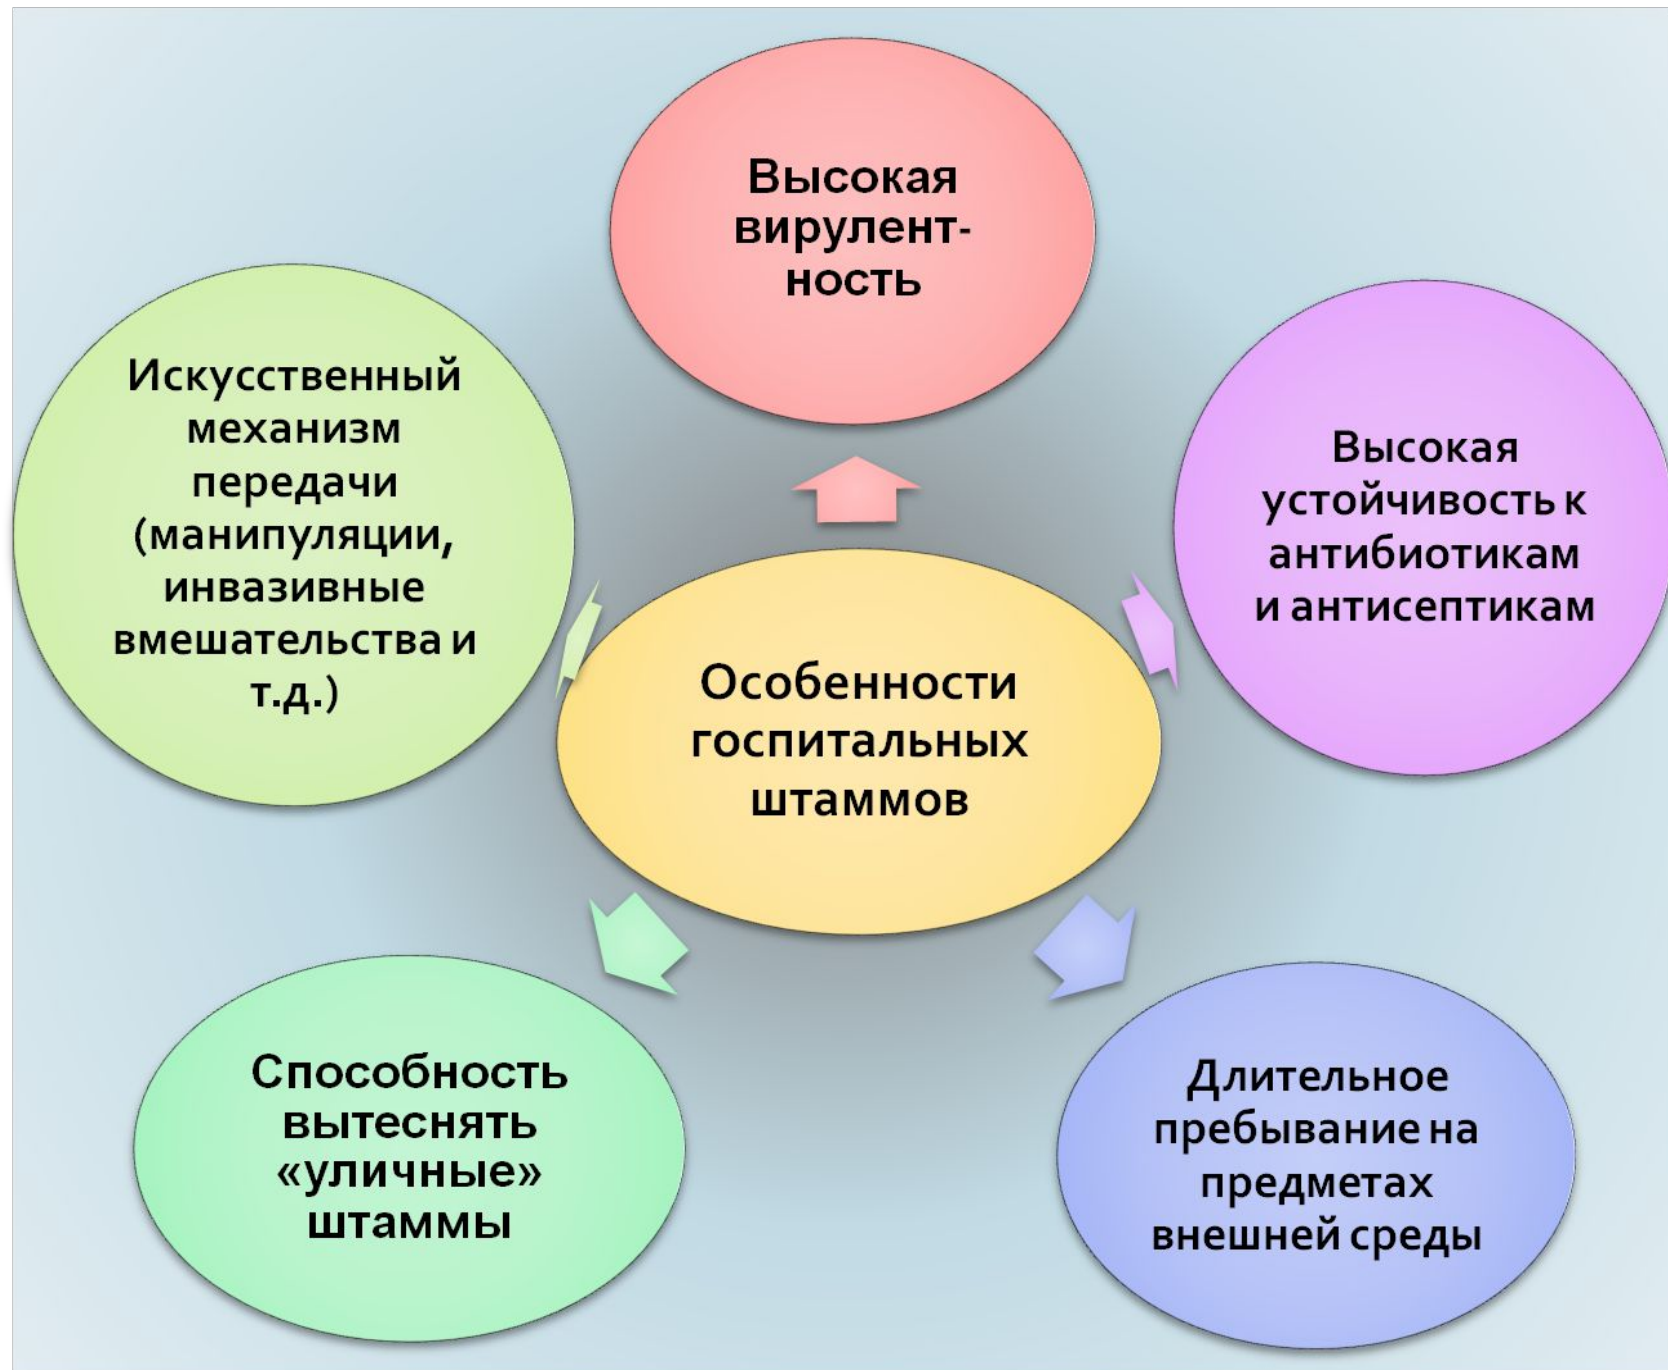 Высокая
вирулент-
ность
Искусственный
механизм
передачи
(манипуляции,
инвазивные
вмешательства и
т.д.)
Высокая
устойчивость к
антибиотикам
и антисептикам
Особенности
госпитальных
штаммов
Способность
вытеснять
«уличные»
штаммы
Длительное
пребывание на
предметах
внешней среды